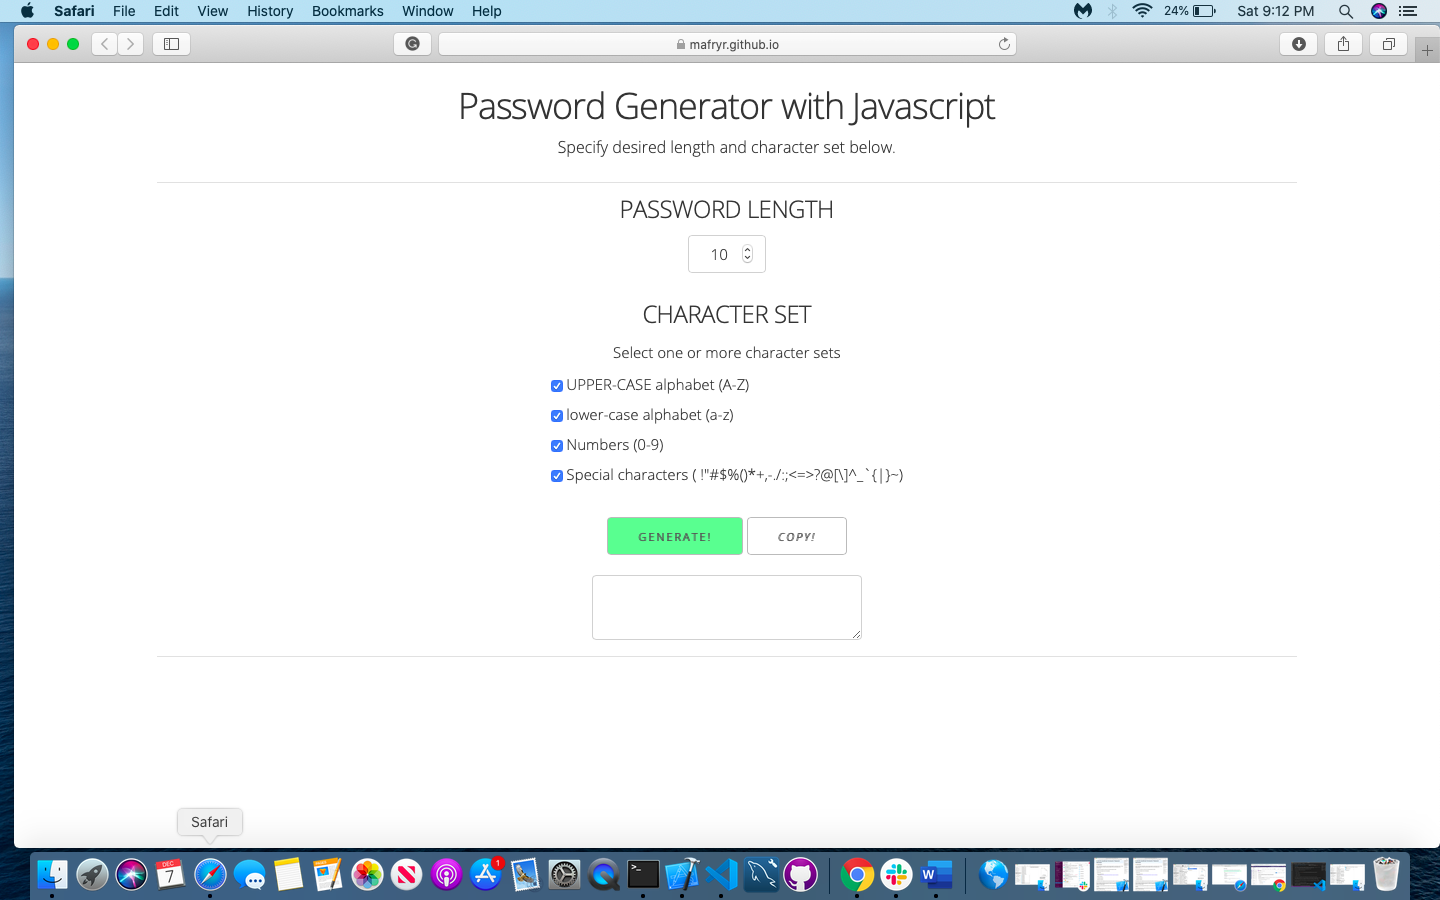 Safari File Edit View History Bookmarks Window Help 24% Sat 9:12 PM
mafryr.github.io
Password Generator with Javascript
Specify desired length and character set below.
PASSWORD LENGTH
10
CHARACTER SET
Select one or more character sets
UPPER-CASE alphabet (A-Z)
lower-case alphabet (a-z)
Numbers (0-9)
Special characters ( !"#$%()*+,-./:;<=>?@[\]^_`{|}~)
GENERATE! COPY!
Safari
DEC
7
1
W